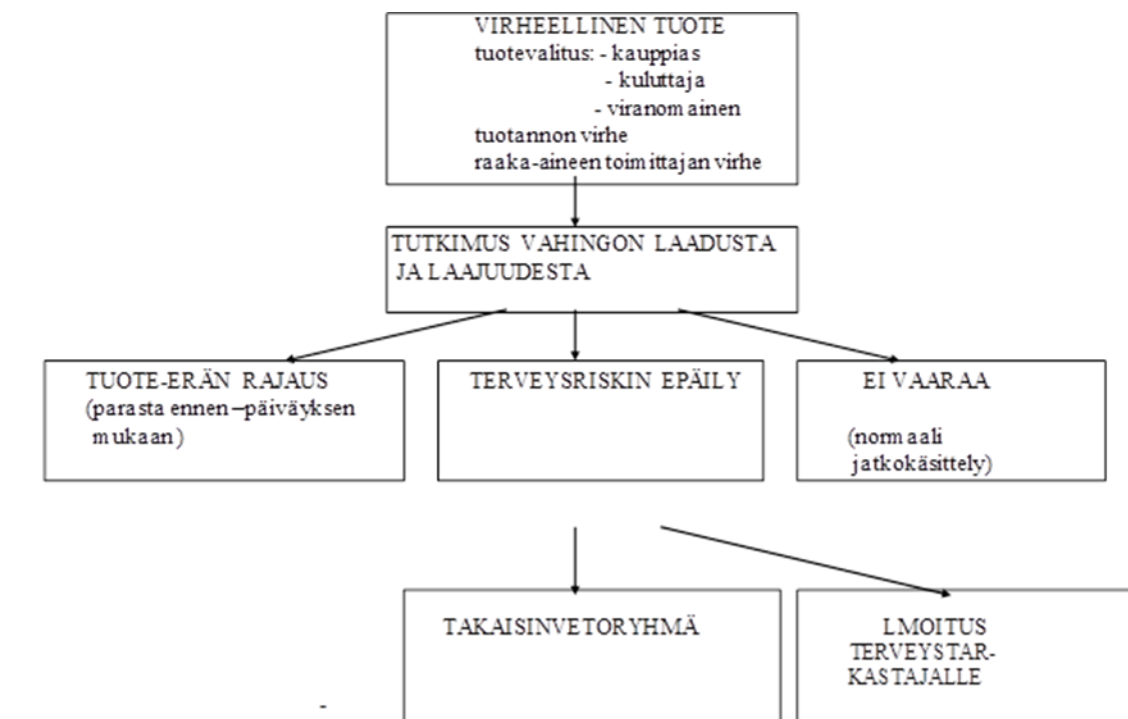 VIRHEELLINEN TUOTE
tuotevalitus: - kauppias
- kuluttaja
- viranomainen
tuotannon virhe
raaka-aineen toimittajan virhe
TUTKIMUS VAHINGON LAADUSTA
JA LAAJUUDESTA
TUOTE-ERÄN RAJAUS
(parasta ennen –päiväyksen
mukaan)
TERVEYSRISKIN EPÄILY
EI VAARAA
(normaali
jatkokäsittely)
TAKAISINVETORYHMÄ
LMOITUS
TERVEYSTAR-
KASTAJALLE
-